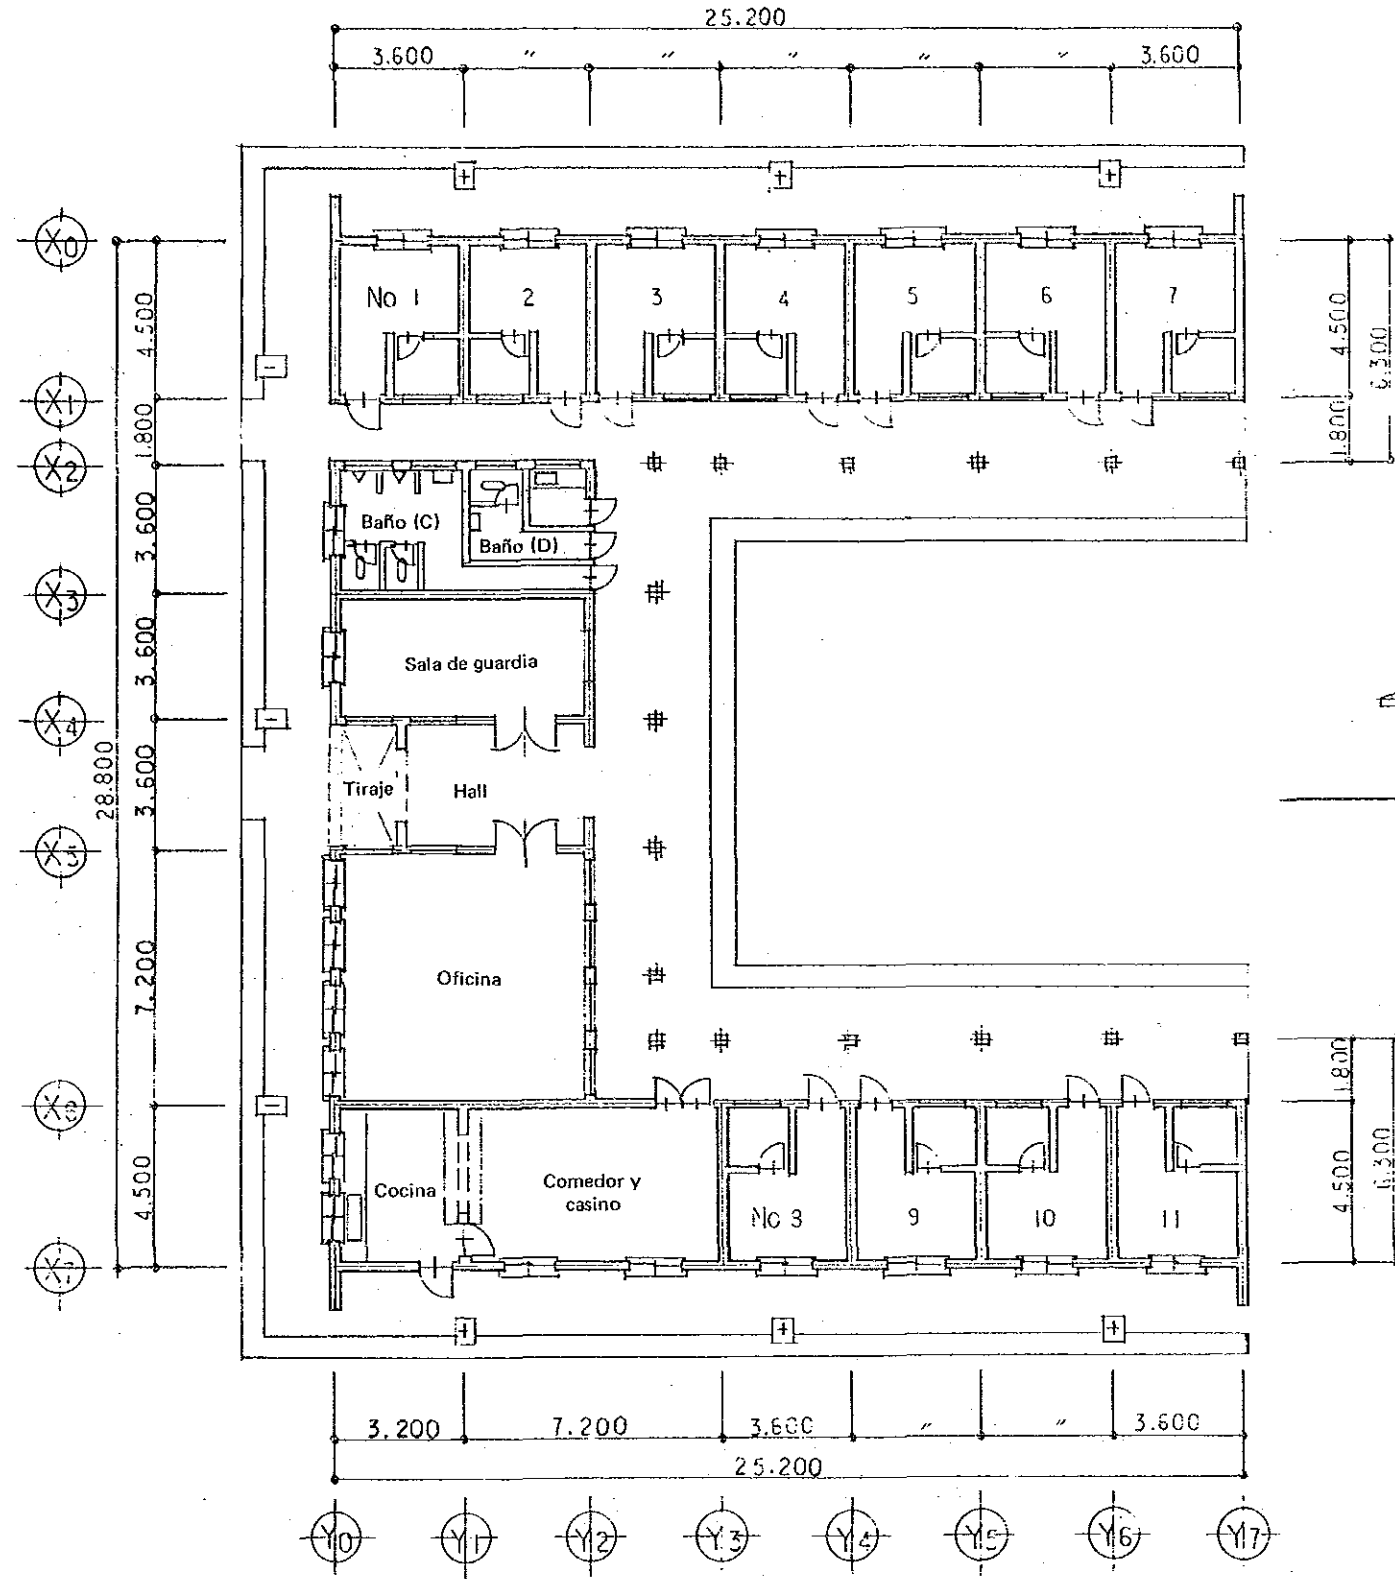 25.200
3.600 〃 〃 〃 〃 〃 3.600
X0
No 1 2 3 4 5 6 7
4.500
4.500
6.300
X1
1.800
1.800
X2
Baño (C)
Baño (D)
3.600
X3
Sala de guardia
3.600
X4
Tiraje Hall
3.600
28.800
X5
Oficina
7.200
X6
1.800
Cocina
Comedor y
casino
No 8 9 10 11
4.500
4.500
6.300
X7
3.200 7.200 3.600 〃 〃 3.600
25.200
Y0 Y1 Y2 Y3 Y4 Y5 Y6 Y7